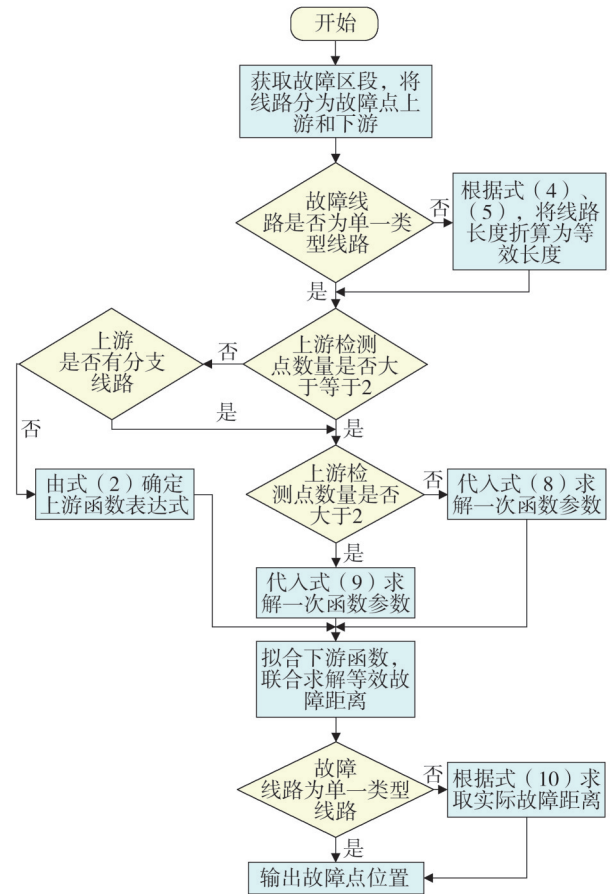 开始
获取故障区段，将
线路分为故障点上
游和下游
故障线
路是否为单一类
型线路
否
根据式（4）、
（5），将线路
长度折算为等
效长度
是
上游检测
点数量是否大
于等于2
否
上游
是否有分支
线路
是
是
否
上游检
测点数量是否
大于2
否
代入式（8）求
解一次函数参数
由式（2）确定
上游函数表达式
是
代入式（9）求
解一次函数参数
拟合下游函数，
联合求解等效故
障距离
故障
线路为单一类型
线路
否
根据式（10）求
取实际故障距离
是
输出故障点位置